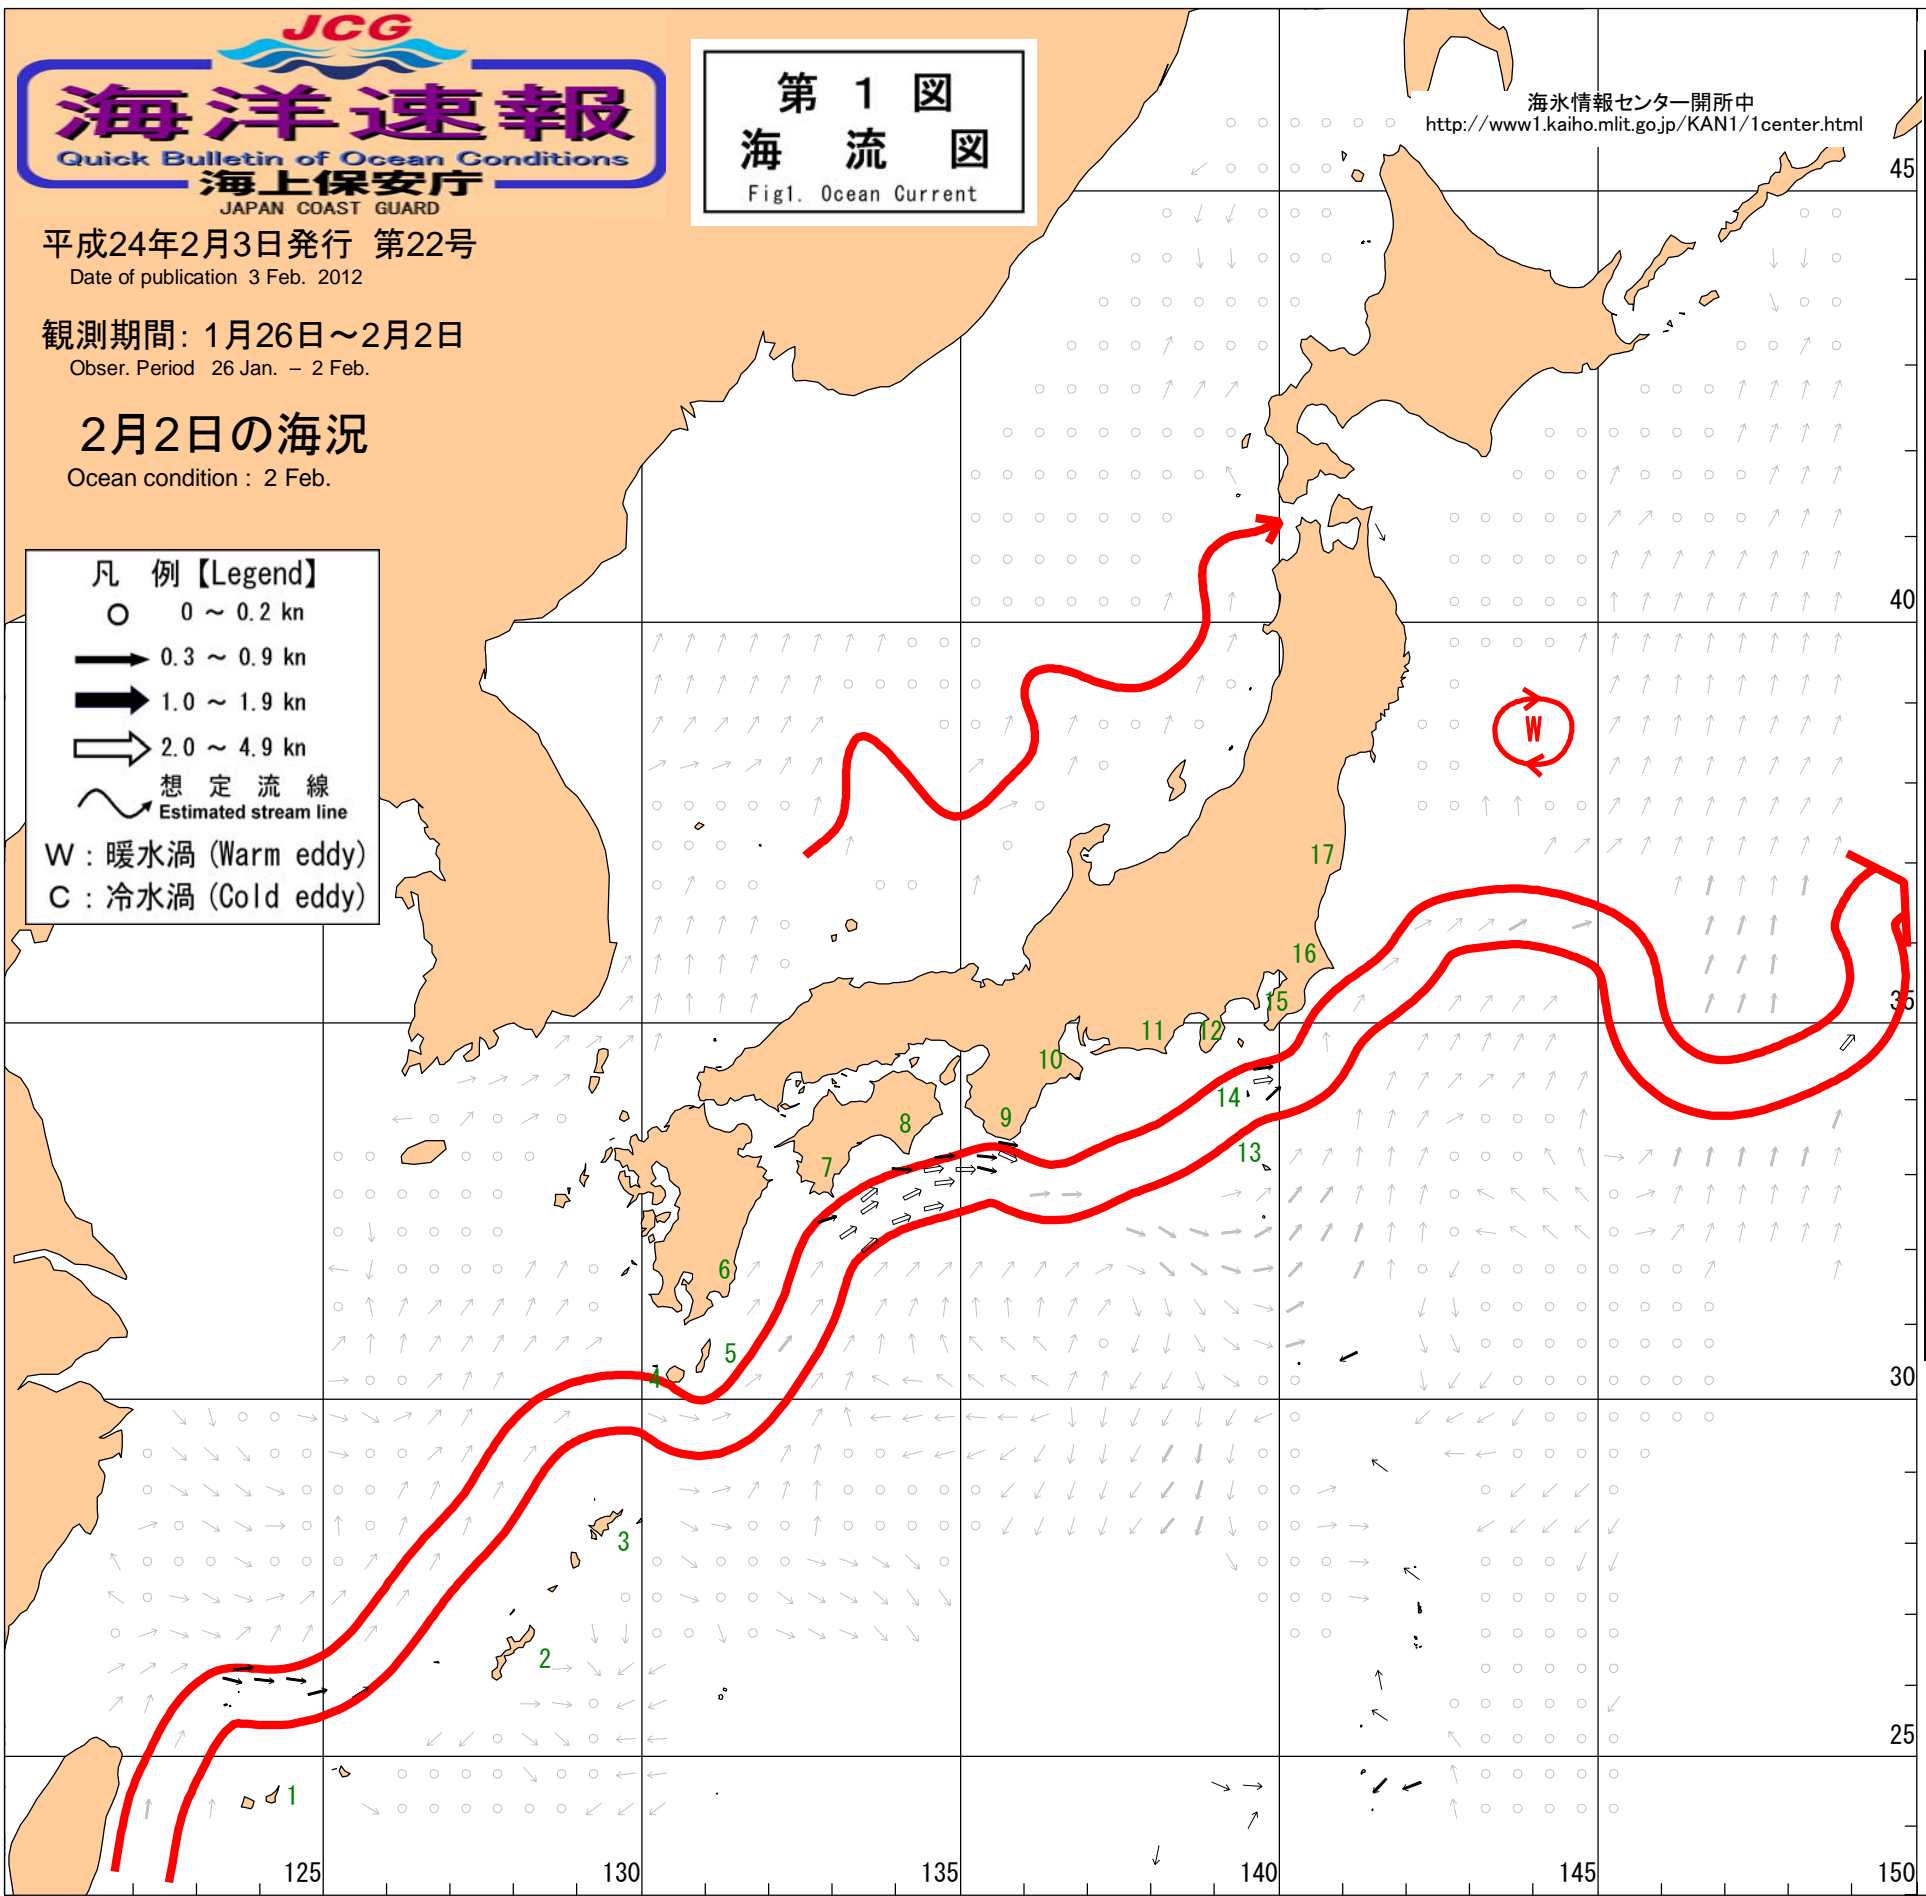 JCG
海洋速報
Quick Bulletin of Ocean Conditions
海上保安庁
JAPAN COAST GUARD
平成24年2月3日発行 第22号
Date of publication 3 Feb. 2012
観測期間: 1月26日～2月2日
Obser. Period 26 Jan. – 2 Feb.
2月2日の海況
Ocean condition : 2 Feb.
第 1 図
海 流 図
Fig1. Ocean Current
海氷情報センター開所中
http://www1.kaiho.mlit.go.jp/KAN1/1center.html
凡 例【Legend】
0 ～ 0.2 kn
0.3 ～ 0.9 kn
1.0 ～ 1.9 kn
2.0 ～ 4.9 kn
想 定 流 線
Estimated stream line
W : 暖水渦 (Warm eddy)
C : 冷水渦 (Cold eddy)
45
40
W
17
16
35
15
12
11
10
14
9
8
13
7
6
5
4
30
3
2
25
1
125
130
135
140
145
150